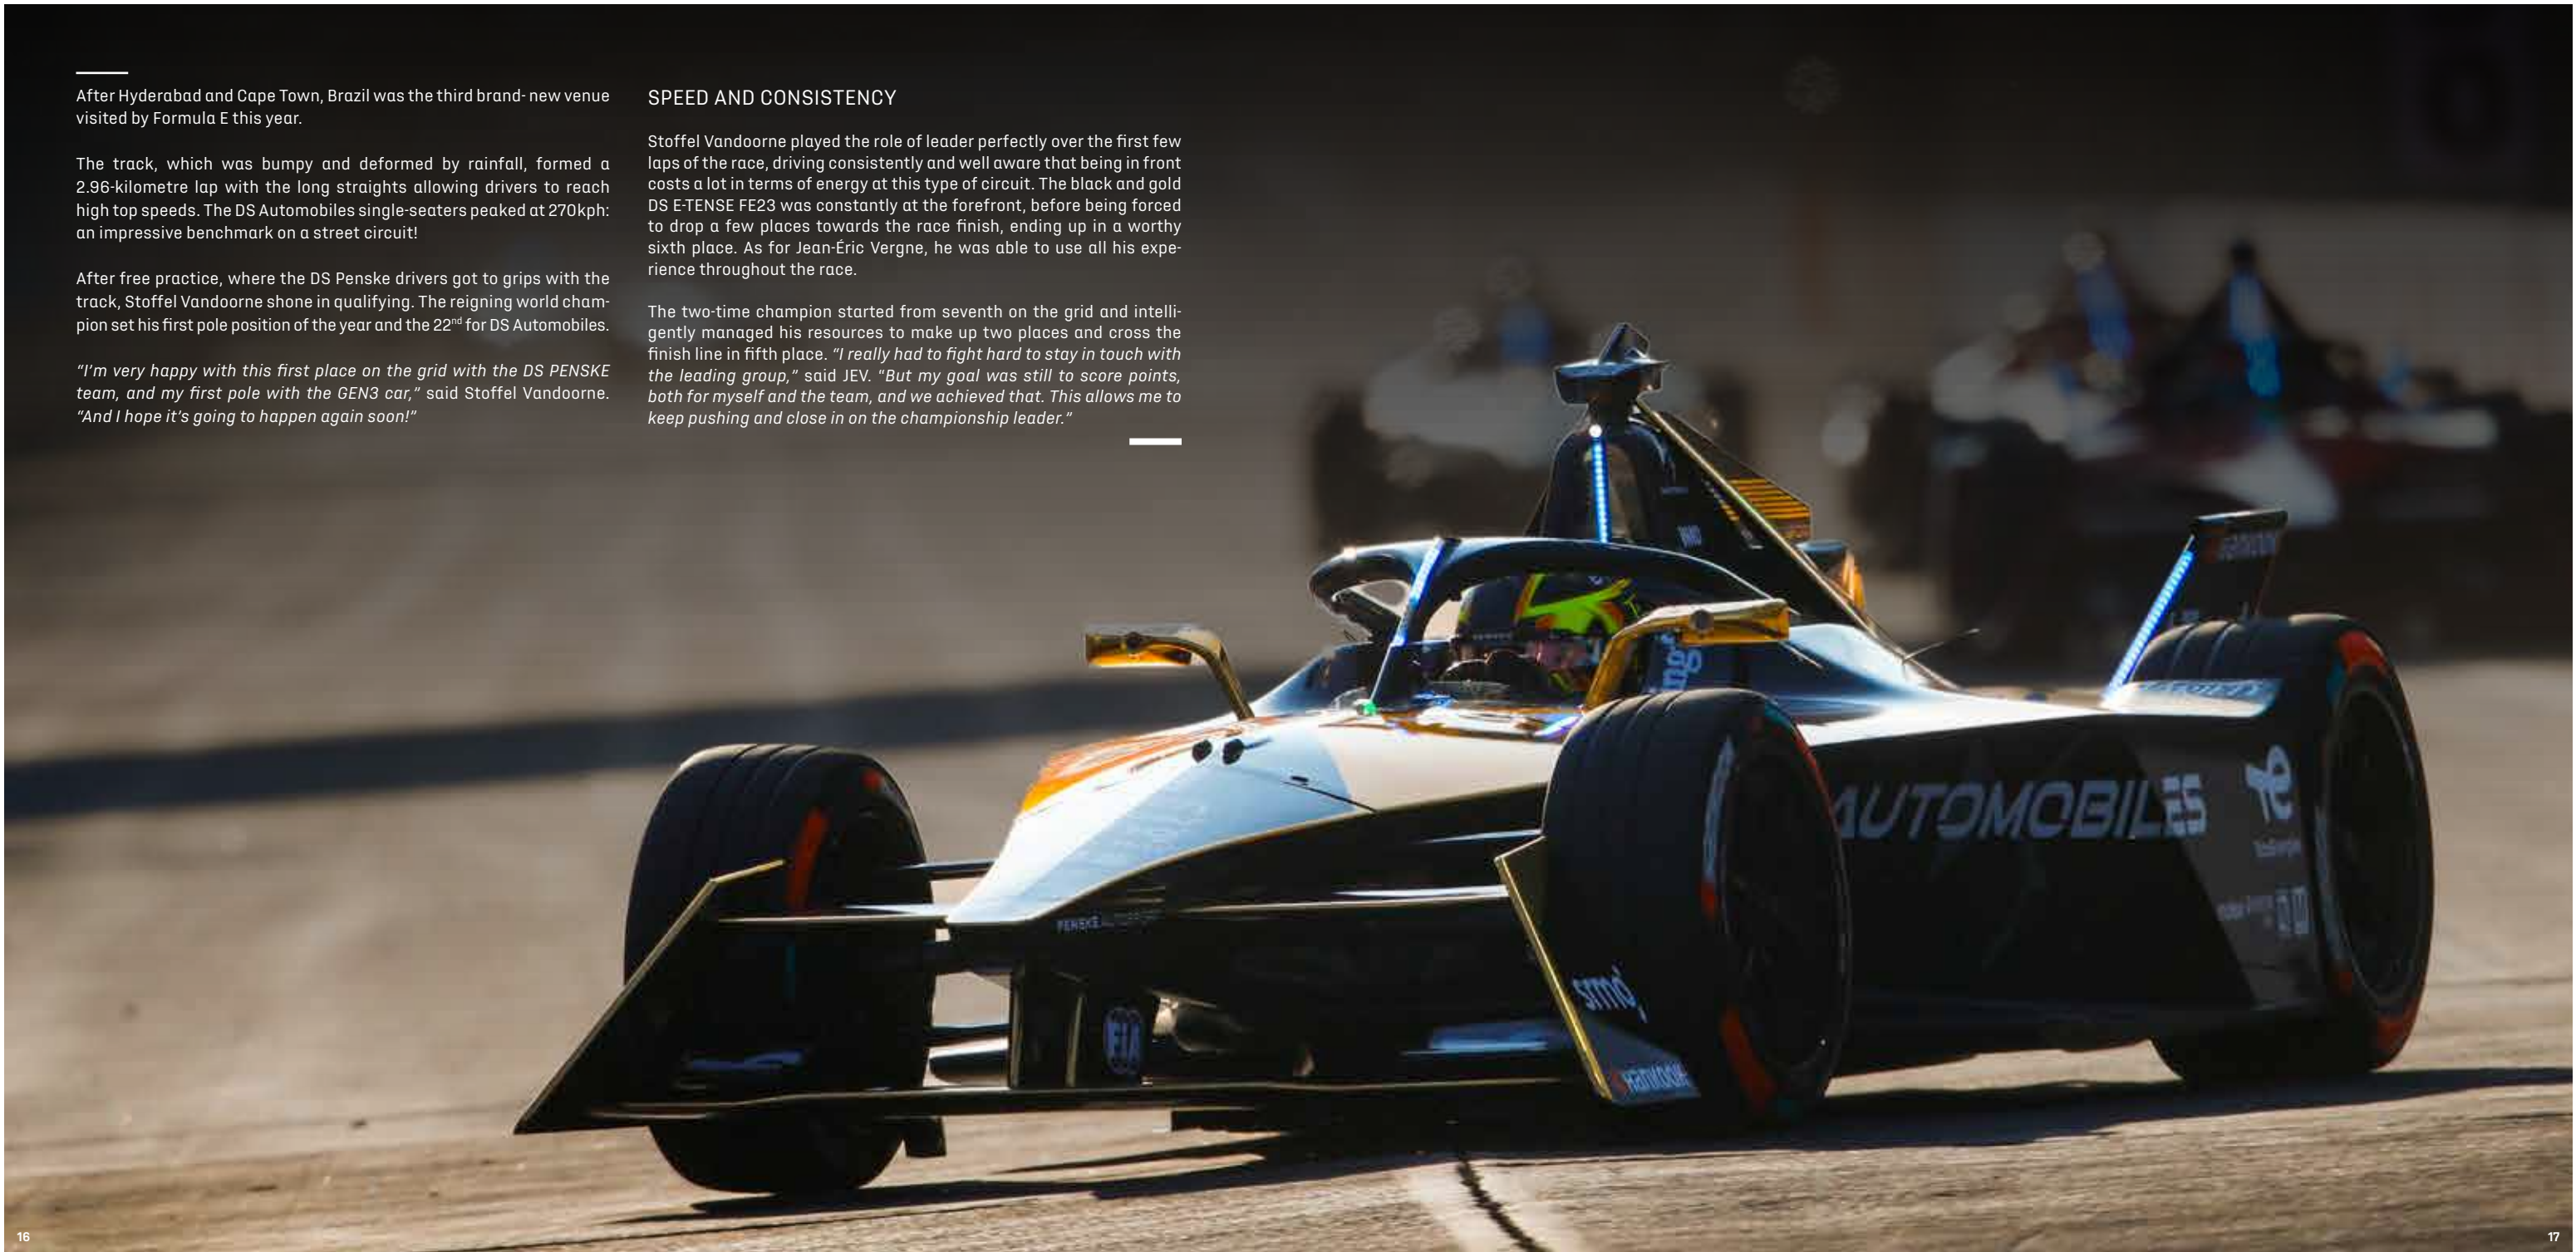 After Hyderabad and Cape Town, Brazil was the third brand- new venue
visited by Formula E this year.
The track, which was bumpy and deformed by rainfall, formed a
2.96-kilometre lap with the long straights allowing drivers to reach
high top speeds. The DS Automobiles single-seaters peaked at 270kph:
an impressive benchmark on a street circuit!
After free practice, where the DS Penske drivers got to grips with the
track, Stoffel Vandoorne shone in qualifying. The reigning world cham-
pion set his first pole position of the year and the 22nd for DS Automobiles.
“I’m very happy with this first place on the grid with the DS PENSKE
team, and my first pole with the GEN3 car,” said Stoffel Vandoorne.
“And I hope it’s going to happen again soon!”
SPEED AND CONSISTENCY
Stoffel Vandoorne played the role of leader perfectly over the first few
laps of the race, driving consistently and well aware that being in front
costs a lot in terms of energy at this type of circuit. The black and gold
DS E-TENSE FE23 was constantly at the forefront, before being forced
to drop a few places towards the race finish, ending up in a worthy
sixth place. As for Jean-Éric Vergne, he was able to use all his expe-
rience throughout the race.
The two-time champion started from seventh on the grid and intelli-
gently managed his resources to make up two places and cross the
finish line in fifth place. “I really had to fight hard to stay in touch with
the leading group,” said JEV. “But my goal was still to score points,
both for myself and the team, and we achieved that. This allows me to
keep pushing and close in on the championship leader.”
AUTOMOBILES
PENSKE
FIA
HANKOOK
16
17